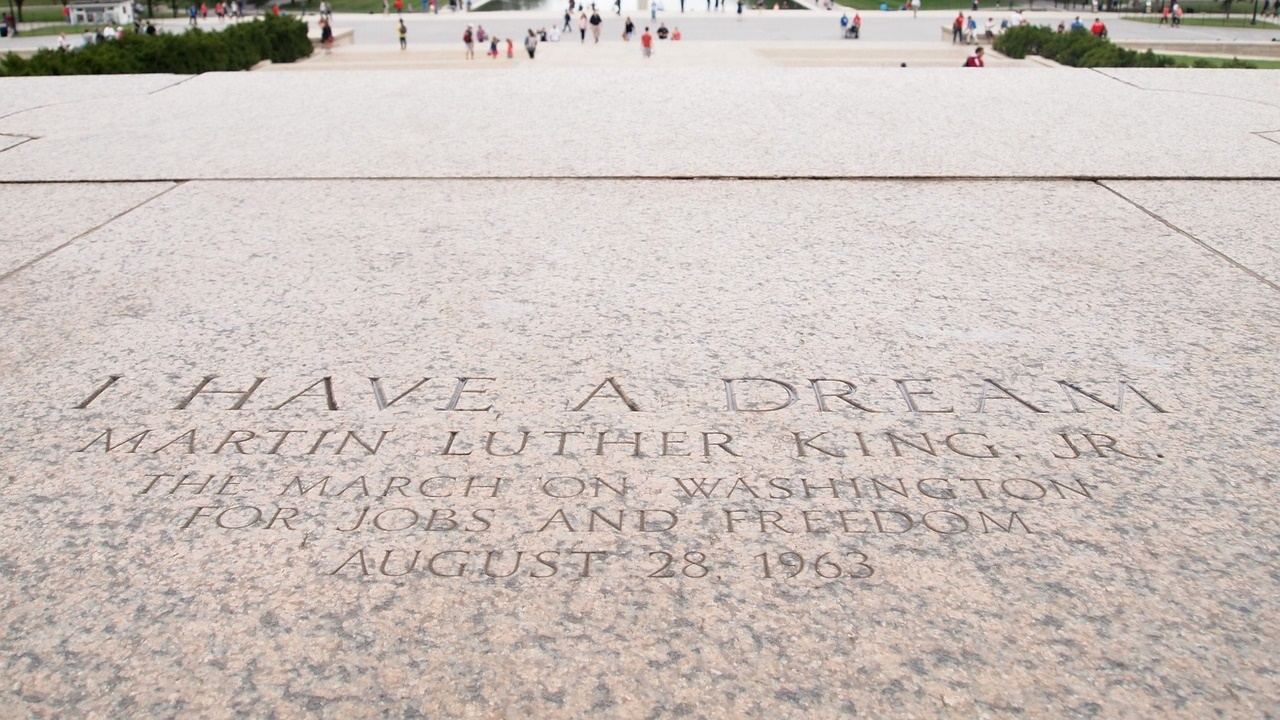 I HAVE A DREAM
MARTIN LUTHER KING, JR.
THE MARCH ON WASHINGTON
FOR JOBS AND FREEDOM
AUGUST 28, 1963